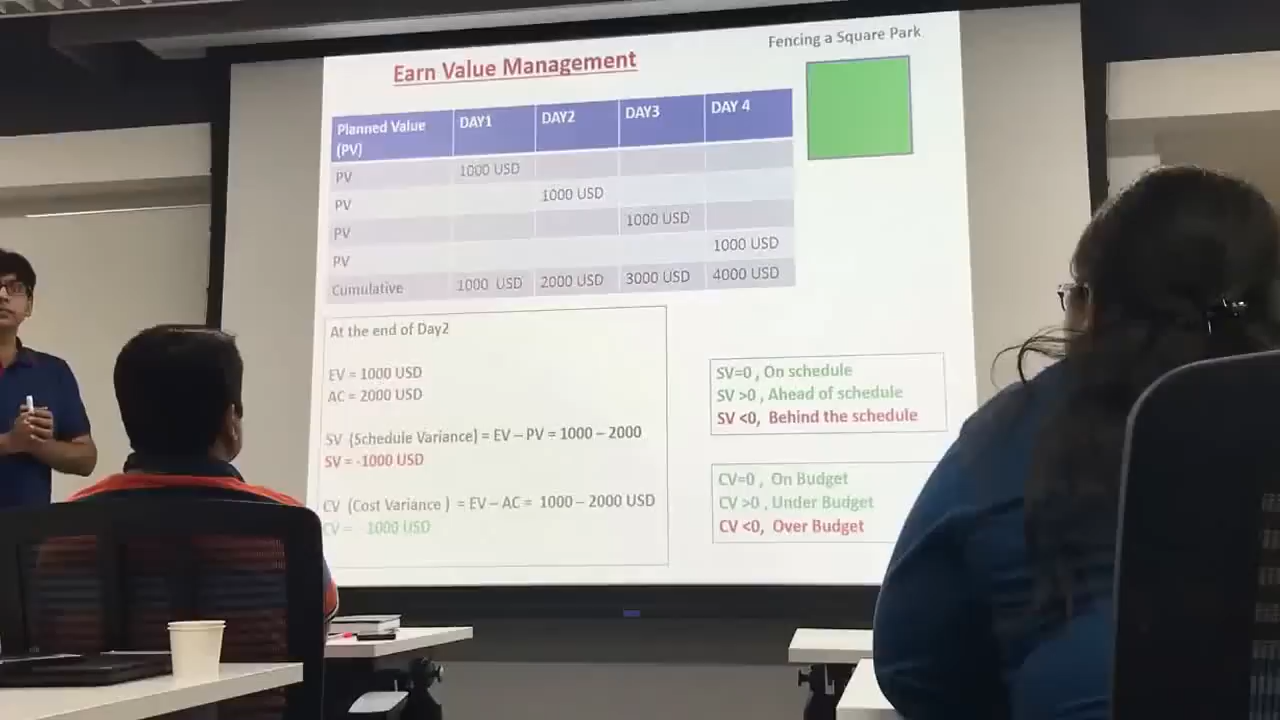 Fencing a Square Park
Earn Value Management
Planned Value (PV) DAY1 DAY2 DAY3 DAY 4
PV 1000 USD
PV 1000 USD
PV 1000 USD
PV 1000 USD
Cumulative 1000 USD 2000 USD 3000 USD 4000 USD
At the end of Day2
EV = 1000 USD
AC = 2000 USD
SV (Schedule Variance) = EV – PV = 1000 – 2000
SV = -1000 USD
CV (Cost Variance ) = EV – AC = 1000 – 2000 USD
CV = - 1000 USD
SV=0 , On schedule
SV >0 , Ahead of schedule
SV <0, Behind the schedule
CV=0 , On Budget
CV >0 , Under Budget
CV <0, Over Budget